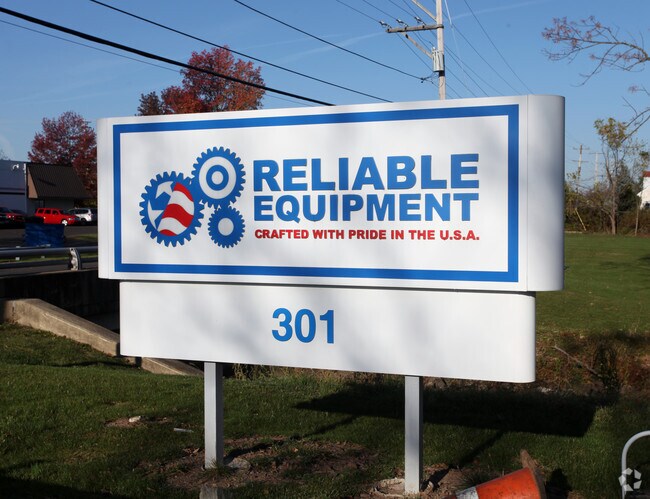 RELIABLE
EQUIPMENT
CRAFTED WITH PRIDE IN THE U.S.A.
301